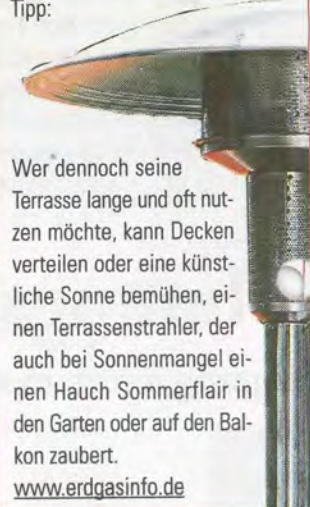 Tipp:
Wer dennoch seine
Terrasse lange und oft nut-
zen möchte, kann Decken
verteilen oder eine künst-
liche Sonne bemühen, ei-
nen Terrassenstrahler, der
auch bei Sonnenmangel ei-
nen Hauch Sommerflair in
den Garten oder auf den Bal-
kon zaubert.
www.erdgasinfo.de